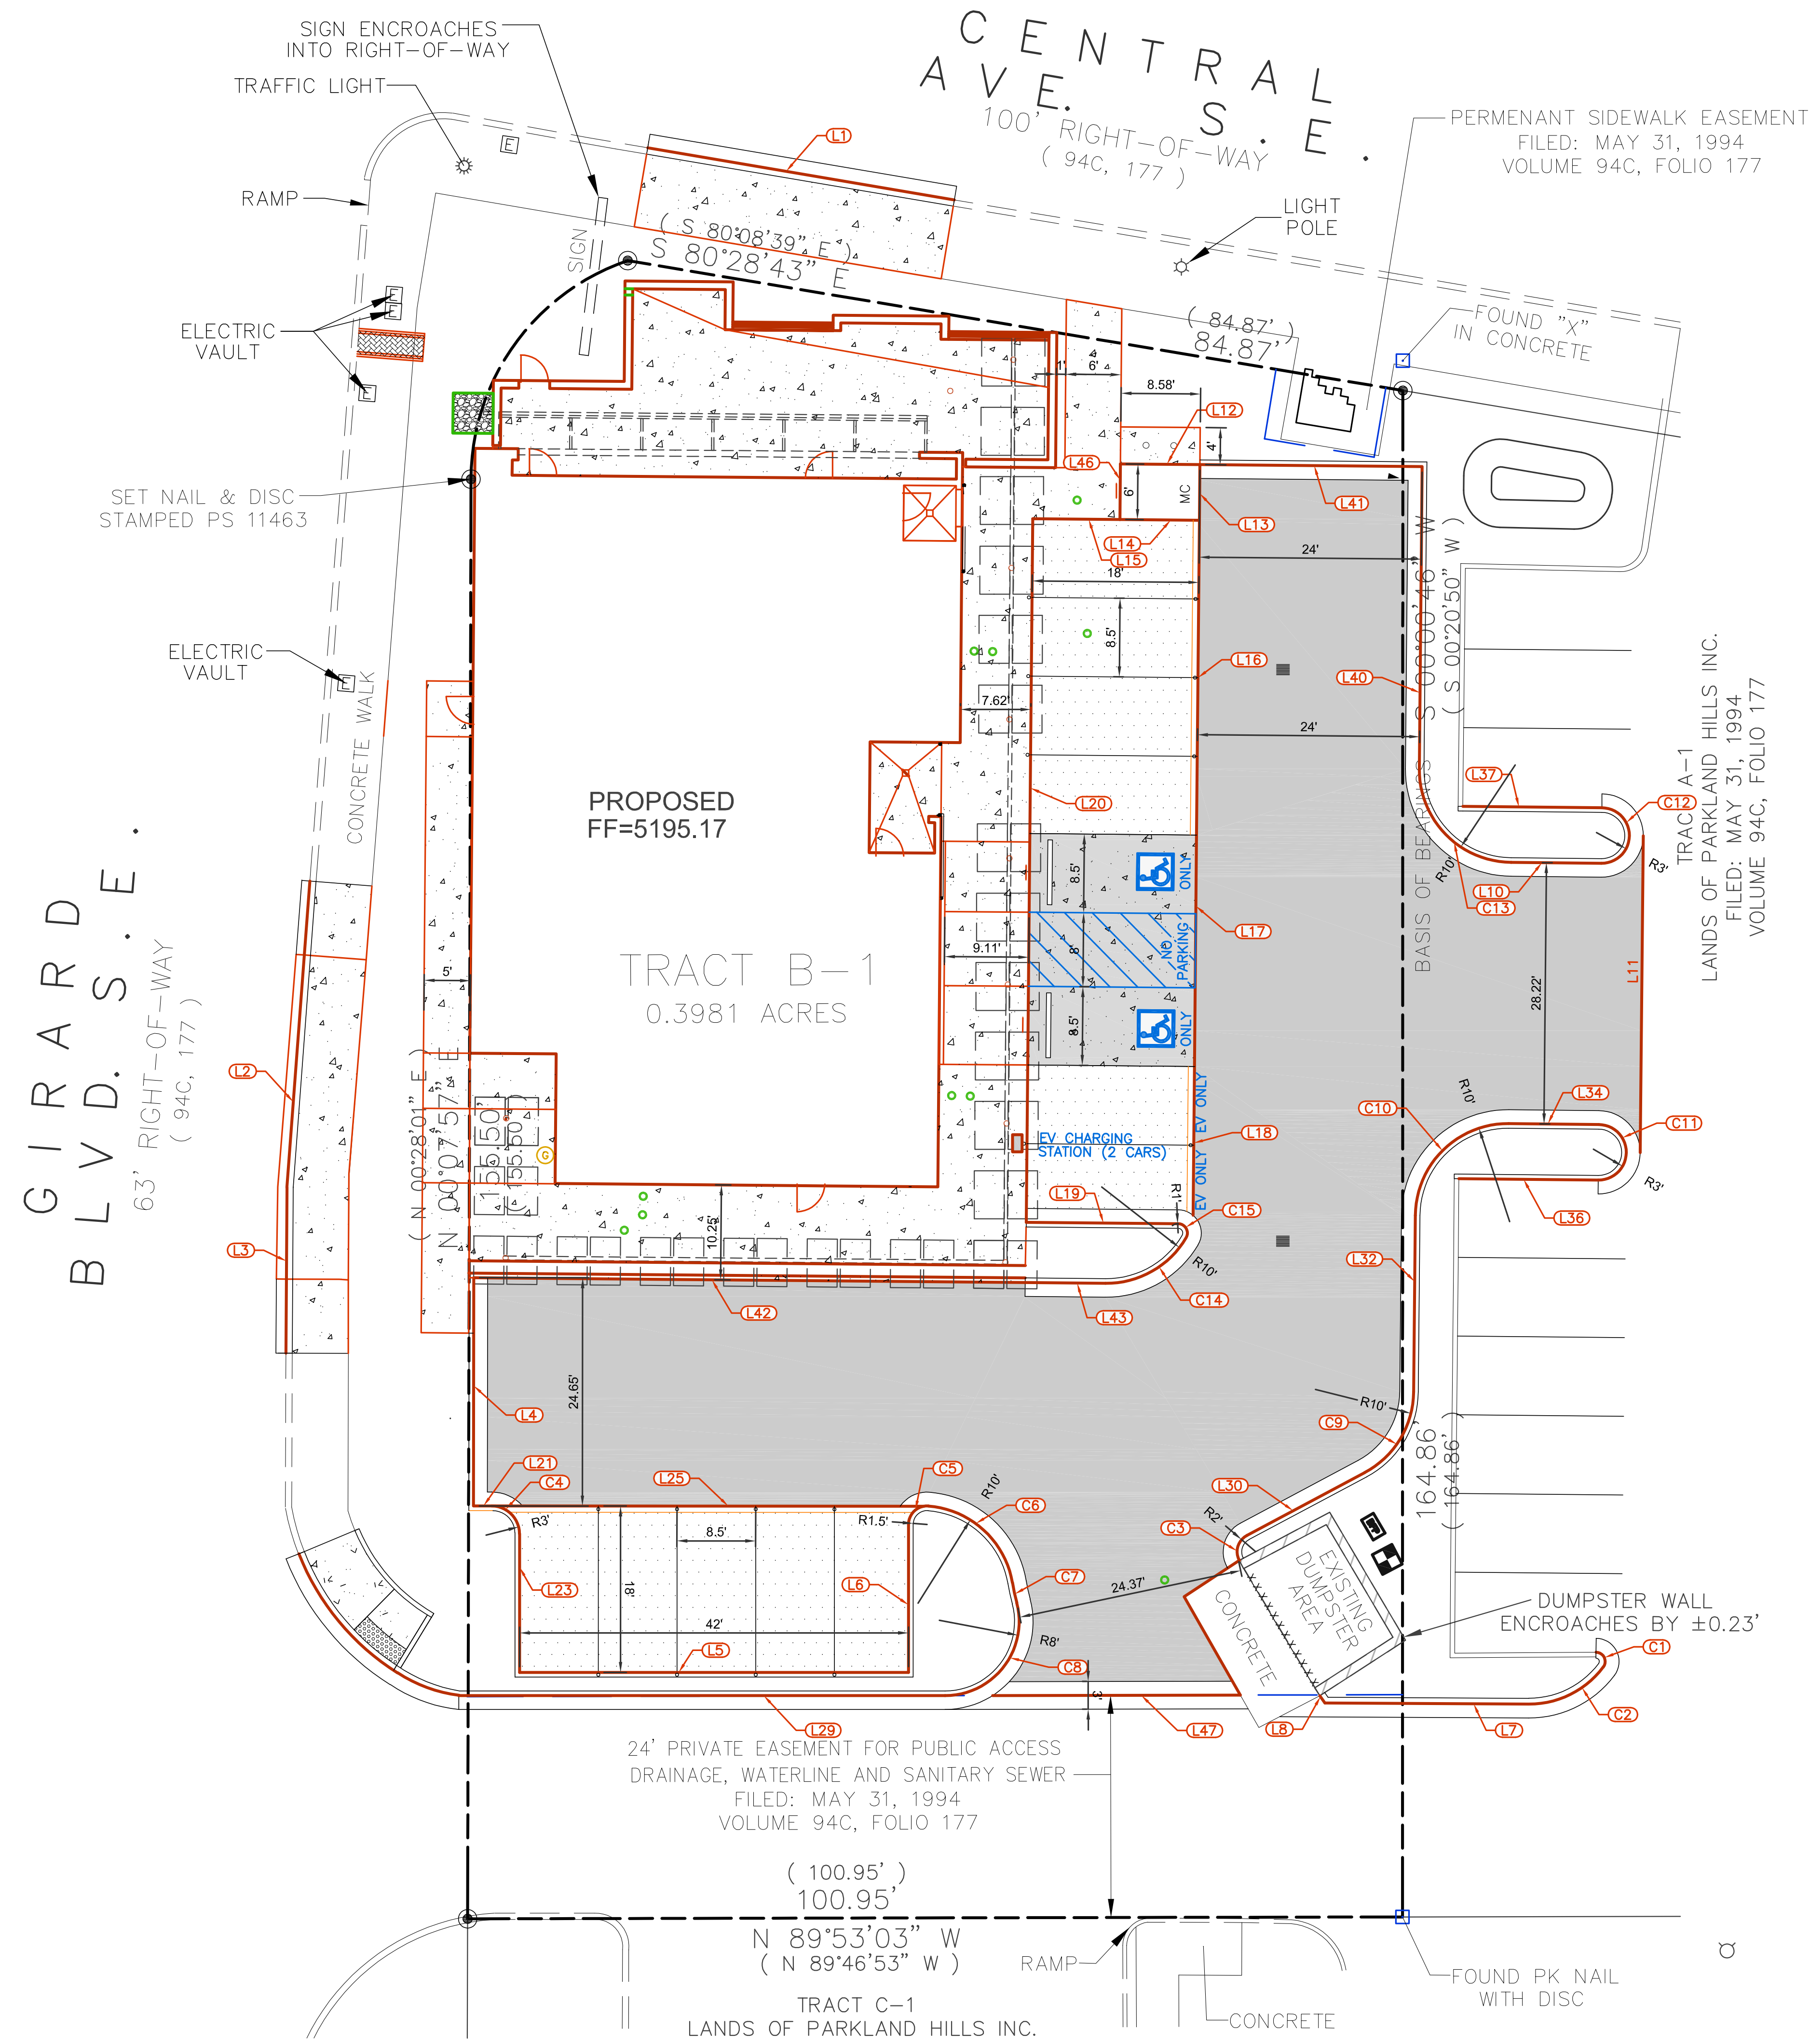 SIGN ENCROACHES
INTO RIGHT-OF-WAY
TRAFFIC LIGHT
RAMP
ELECTRIC
VAULT
SET NAIL & DISC
STAMPED PS 11463
ELECTRIC
VAULT
CENTRAL
AVE. S.E.
100' RIGHT-OF-WAY
( 94C, 177 )
PERMENANT SIDEWALK EASEMENT
FILED: MAY 31, 1994
VOLUME 94C, FOLIO 177
LIGHT
POLE
FOUND "X"
IN CONCRETE
L1
E
E
E
E
E
SIGN
( S 80°08'39" E )
S 80°28'43" E
( 84.87' )
84.87'
1'
6'
8.58'
L12
4'
L46
6'
MC
L13
L41
L14
L15
24'
18'
8.5'
L16
L40
7.62'
24'
S 00°00'46" W
( S 00°20'50" W )
BASIS OF BEARINGS
CONCRETE WALK
PROPOSED
FF=5195.17
L20
L37
C12
R10'
R3'
L10
C13
L11
TRACT A-1
LANDS OF PARKLAND HILLS INC.
FILED: MAY 31, 1994
VOLUME 94C, FOLIO 177
8.5'
ONLY
L17
8'
NO
PARKING
9.11'
28.22'
8.5'
ONLY
TRACT B-1
0.3981 ACRES
5'
GIRARD
BLVD. S.E.
63' RIGHT-OF-WAY
( 94C, 177 )
L2
L3
( N 00°28'01" E )
N 00°07'57" E
155.50'
(155.50')
G
EV CHARGING
STATION (2 CARS)
EV ONLY
EV ONLY
L18
C10
R10'
L34
C11
R3'
L36
L19
R1'
C15
R10'
C14
L32
10.25'
L42
L43
24.65'
L4
R10'
C9
164.86'
( 164.86' )
L21
C4
L25
C5
R10'
C6
R3'
8.5'
R1.5'
L23
18'
L6
42'
L5
C7
R8'
C8
24.37'
C3
R2'
L30
EXISTING
DUMPSTER
AREA
CONCRETE
DUMPSTER WALL
ENCROACHES BY ±0.23'
C1
C2
L7
L8
L47
3'
L29
24' PRIVATE EASEMENT FOR PUBLIC ACCESS
DRAINAGE, WATERLINE AND SANITARY SEWER
FILED: MAY 31, 1994
VOLUME 94C, FOLIO 177
( 100.95' )
100.95'
N 89°53'03" W
( N 89°46'53" W )
RAMP
TRACT C-1
LANDS OF PARKLAND HILLS INC.
CONCRETE
FOUND PK NAIL
WITH DISC